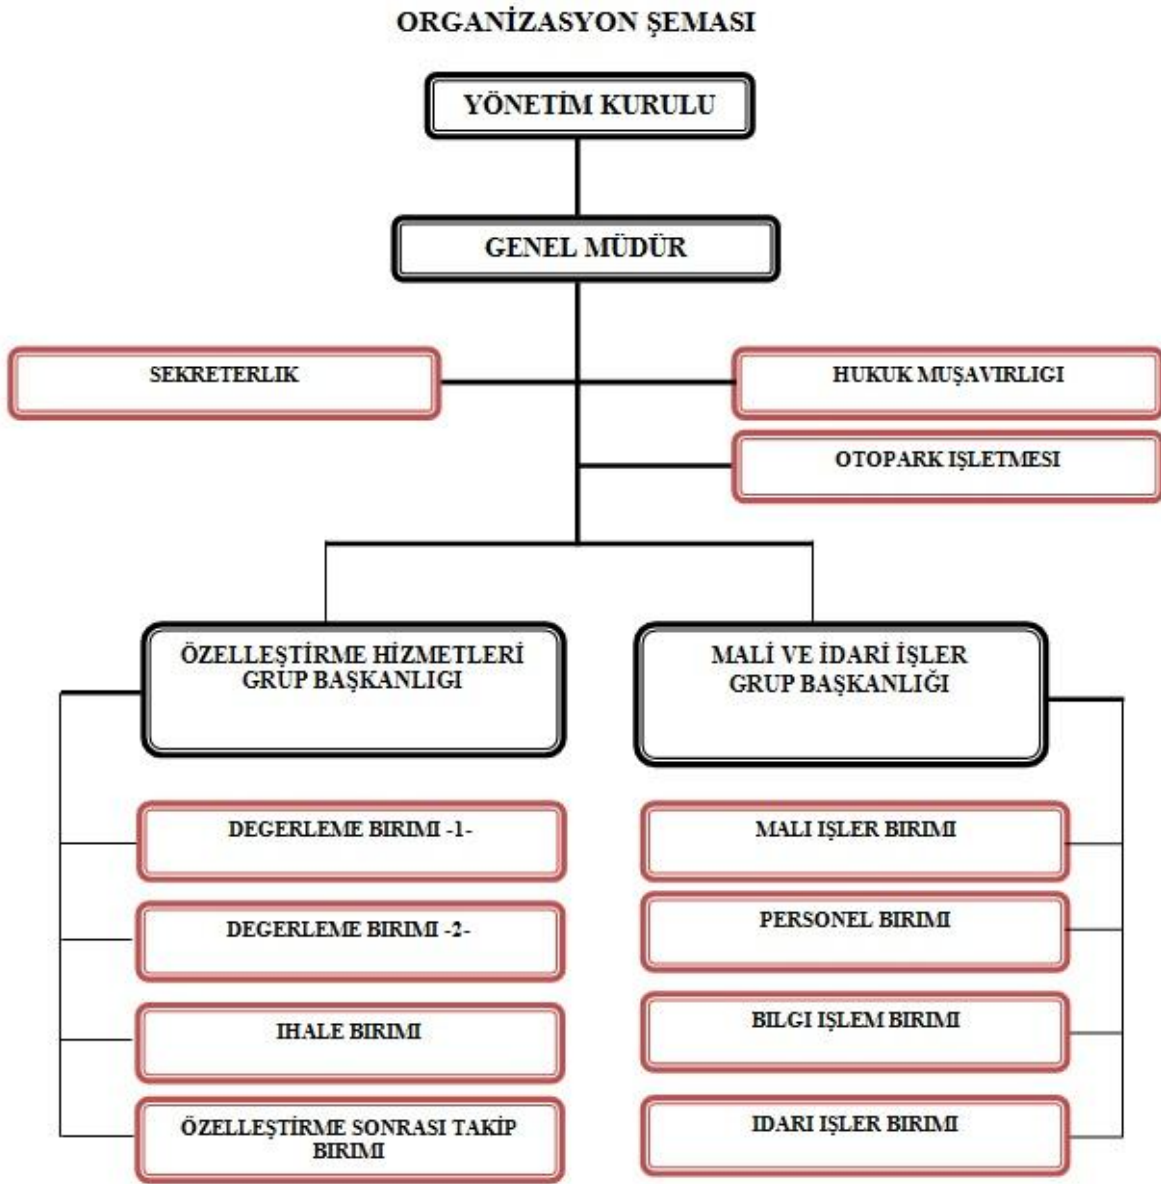 ORGANİZASYON ŞEMASI
YÖNETİM KURULU
GENEL MÜDÜR
SEKRETERLIK
HUKUK MUŞAVIRLIGI
OTOPARK IŞLETMESI
ÖZELLEŞTİRME HİZMETLERİ
GRUP BAŞKANLIGI
MALİ VE İDARİ İŞLER
GRUP BAŞKANLIĞI
DEGERLEME BIRIMI -1-
DEGERLEME BIRIMI -2-
IHALE BIRIMI
ÖZELLEŞTİRME SONRASI TAKİP
BIRIMI
MALI IŞLER BIRIMI
PERSONEL BIRIMI
BILGI IŞLEM BIRIMI
IDARI IŞLER BIRIMI